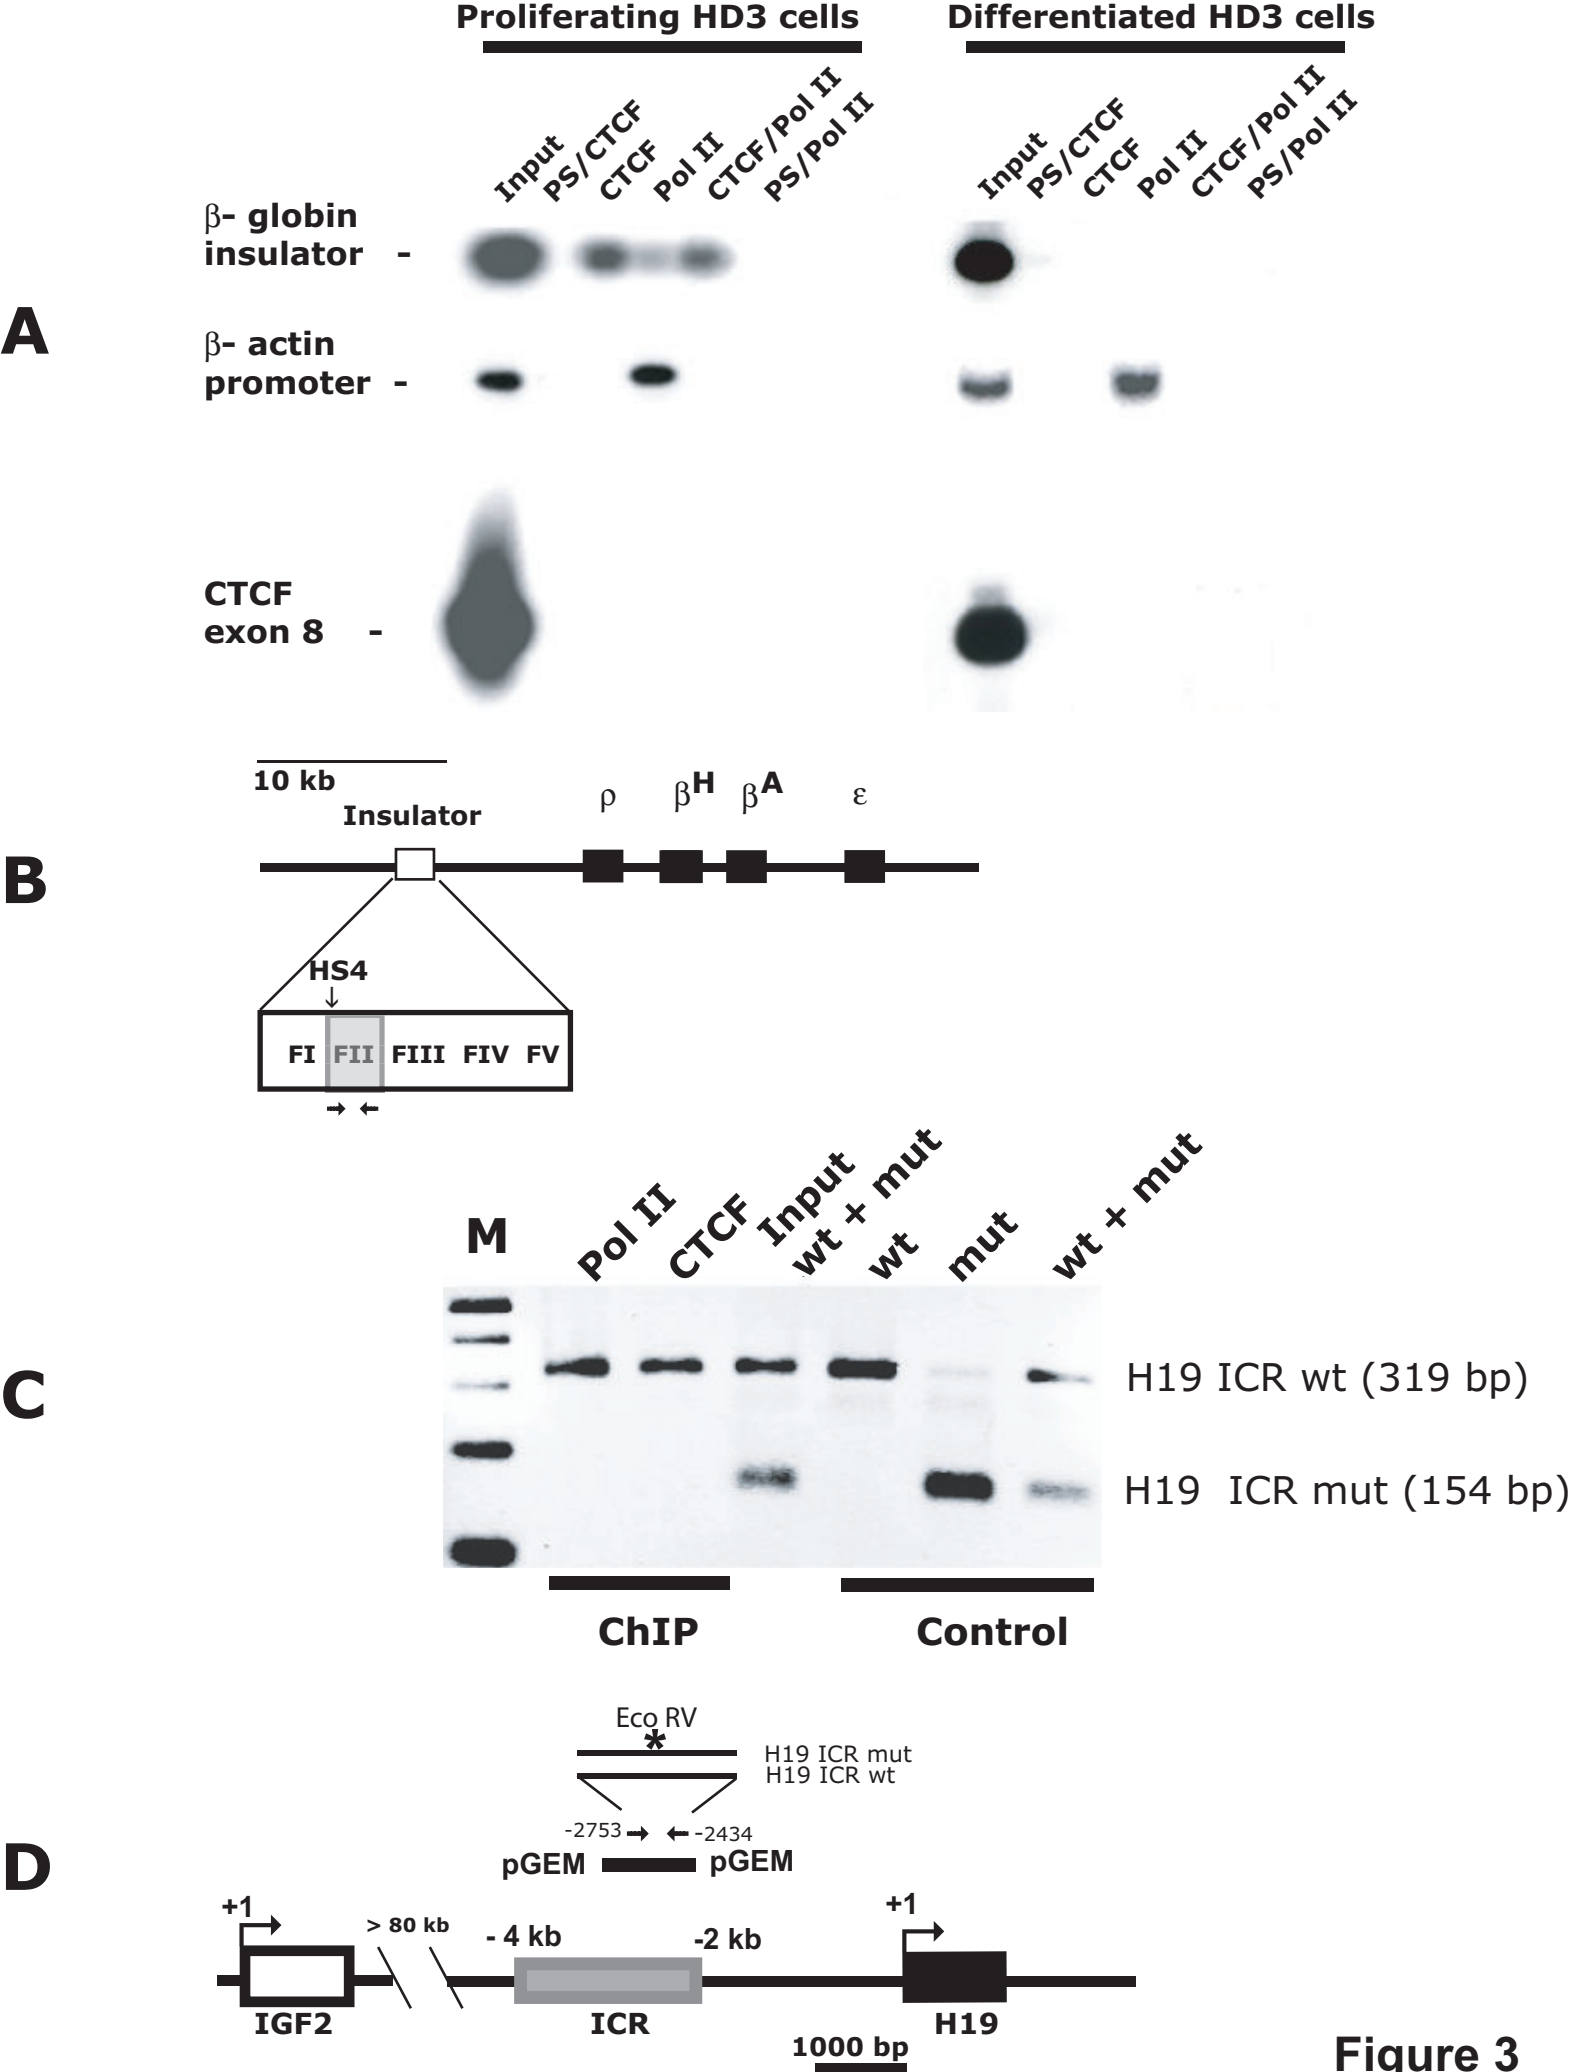 Proliferating HD3 cells
Differentiated HD3 cells
Input
PS/CTCF
CTCF
Pol II
CTCF/Pol II
PS/Pol II
Input
PS/CTCF
CTCF
Pol II
CTCF/Pol II
PS/Pol II
A
β- globin
insulator -
β- actin
promoter -
CTCF
exon 8 -
B
10 kb
Insulator
ρ
βH
βA
ε
HS4
FI FII FIII FIV FV
C
M
Pol II
CTCF
Input
wt + mut
wt
mut
wt + mut
H19 ICR wt (319 bp)
H19 ICR mut (154 bp)
ChIP
Control
D
Eco RV
*
H19 ICR mut
H19 ICR wt
-2753
-2434
pGEM
pGEM
+1
> 80 kb
- 4 kb
-2 kb
+1
IGF2
ICR
H19
1000 bp
Figure 3